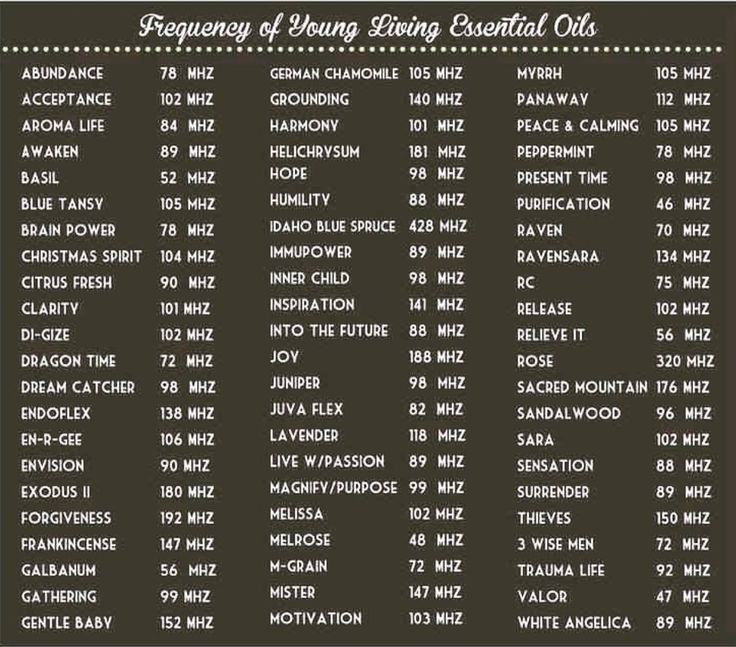 Frequency of Young Living Essential Oils
ABUNDANCE 78 MHZ
ACCEPTANCE 102 MHZ
AROMA LIFE 84 MHZ
AWAKEN 89 MHZ
BASIL 52 MHZ
BLUE TANSY 105 MHZ
BRAIN POWER 78 MHZ
CHRISTMAS SPIRIT 104 MHZ
CITRUS FRESH 90 MHZ
CLARITY 101 MHZ
DI-GIZE 102 MHZ
DRAGON TIME 72 MHZ
DREAM CATCHER 98 MHZ
ENDOFLEX 138 MHZ
EN-R-GEE 106 MHZ
ENVISION 90 MHZ
EXODUS II 180 MHZ
FORGIVENESS 192 MHZ
FRANKINCENSE 147 MHZ
GALBANUM 56 MHZ
GATHERING 99 MHZ
GENTLE BABY 152 MHZ
GERMAN CHAMOMILE 105 MHZ
GROUNDING 140 MHZ
HARMONY 101 MHZ
HELICHRYSUM 181 MHZ
HOPE 98 MHZ
HUMILITY 88 MHZ
IDAHO BLUE SPRUCE 428 MHZ
IMMUPOWER 89 MHZ
INNER CHILD 98 MHZ
INSPIRATION 141 MHZ
INTO THE FUTURE 88 MHZ
JOY 188 MHZ
JUNIPER 98 MHZ
JUVA FLEX 82 MHZ
LAVENDER 118 MHZ
LIVE W/PASSION 89 MHZ
MAGNIFY/PURPOSE 99 MHZ
MELISSA 102 MHZ
MELROSE 48 MHZ
M-GRAIN 72 MHZ
MISTER 147 MHZ
MOTIVATION 103 MHZ
MYRRH 105 MHZ
PANAWAY 112 MHZ
PEACE & CALMING 105 MHZ
PEPPERMINT 78 MHZ
PRESENT TIME 98 MHZ
PURIFICATION 46 MHZ
RAVEN 70 MHZ
RAVENSARA 134 MHZ
RC 75 MHZ
RELEASE 102 MHZ
RELIEVE IT 56 MHZ
ROSE 320 MHZ
SACRED MOUNTAIN 176 MHZ
SANDALWOOD 96 MHZ
SARA 102 MHZ
SENSATION 88 MHZ
SURRENDER 89 MHZ
THIEVES 150 MHZ
3 WISE MEN 72 MHZ
TRAUMA LIFE 92 MHZ
VALOR 47 MHZ
WHITE ANGELICA 89 MHZ